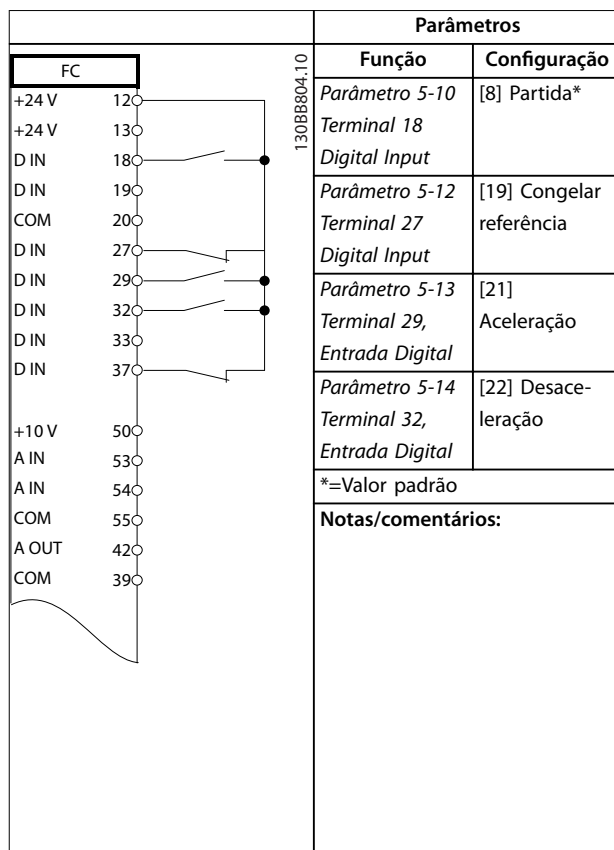 Parâmetros
Função Configuração
FC
130BB804.10
+24 V 12
+24 V 13
D IN 18
D IN 19
COM 20
D IN 27
D IN 29
D IN 32
D IN 33
D IN 37
+10 V 50
A IN 53
A IN 54
COM 55
A OUT 42
COM 39
Parâmetro 5-10 [8] Partida*
Terminal 18
Digital Input
Parâmetro 5-12 [19] Congelar
Terminal 27 referência
Digital Input
Parâmetro 5-13 [21]
Terminal 29, Aceleração
Entrada Digital
Parâmetro 5-14 [22] Desace-
Terminal 32, leração
Entrada Digital
*=Valor padrão
Notas/comentários: